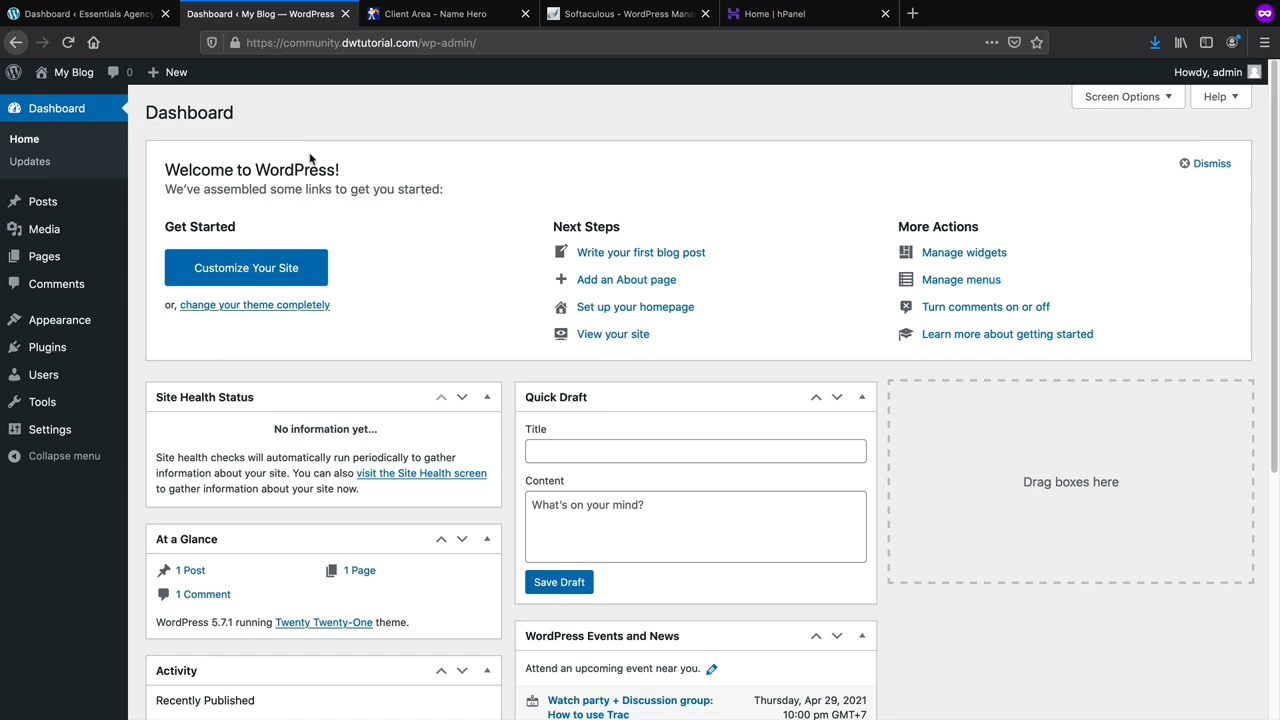 Dashboard ‹ Essentials Agency
Dashboard ‹ My Blog — WordPress
Client Area - Name Hero
Softaculous - WordPress Mana
Home | hPanel
https://community.dwtutorial.com/wp-admin/
My Blog
0
New
Howdy, admin
Dashboard
Home
Updates
Posts
Media
Pages
Comments
Appearance
Plugins
Users
Tools
Settings
Collapse menu
Screen Options
Help
Dashboard
Welcome to WordPress!
We've assembled some links to get you started:
Dismiss
Get Started
Customize Your Site
or, change your theme completely
Next Steps
Write your first blog post
Add an About page
Set up your homepage
View your site
More Actions
Manage widgets
Manage menus
Turn comments on or off
Learn more about getting started
Site Health Status
No information yet...
Site health checks will automatically run periodically to gather
information about your site. You can also visit the Site Health screen
to gather information about your site now.
At a Glance
1 Post
1 Page
1 Comment
WordPress 5.7.1 running Twenty Twenty-One theme.
Activity
Recently Published
Quick Draft
Title
Content
What's on your mind?
Save Draft
WordPress Events and News
Attend an upcoming event near you.
Watch party + Discussion group:
How to use Trac
Thursday, Apr 29, 2021
10:00 pm GMT+7
Drag boxes here